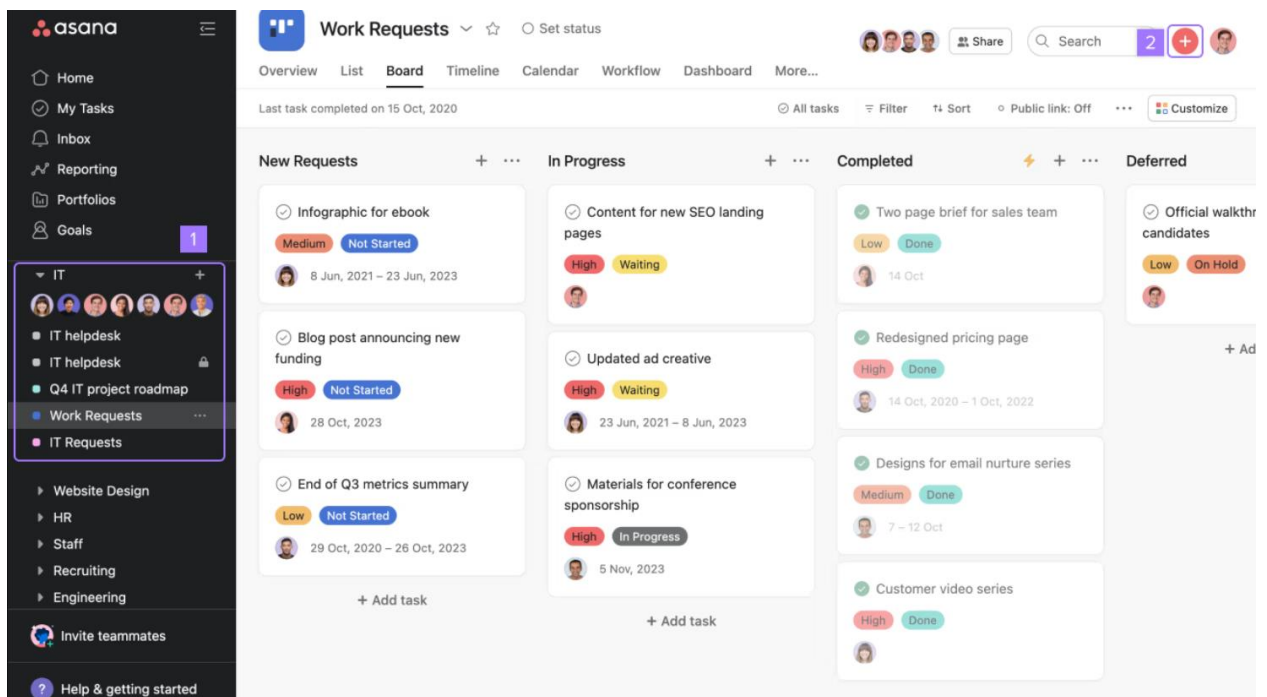 asana
Home
My Tasks
Inbox
Reporting
Portfolios
Goals
1
IT
IT helpdesk
IT helpdesk
Q4 IT project roadmap
Work Requests
IT Requests
Website Design
HR
Staff
Recruiting
Engineering
Invite teammates
? Help & getting started
Work Requests
Set status
Share
Search
2
Overview List Board Timeline Calendar Workflow Dashboard More...
Last task completed on 15 Oct, 2020
All tasks Filter Sort Public link: Off Customize
New Requests
Infographic for ebook
Medium Not Started
8 Jun, 2021 – 23 Jun, 2023
Blog post announcing new
funding
High Not Started
28 Oct, 2023
End of Q3 metrics summary
Low Not Started
29 Oct, 2020 – 26 Oct, 2023
+ Add task
In Progress
Content for new SEO landing
pages
High Waiting
Updated ad creative
High Waiting
23 Jun, 2021 – 8 Jun, 2023
Materials for conference
sponsorship
High In Progress
5 Nov, 2023
+ Add task
Completed
Two page brief for sales team
Low Done
14 Oct
Redesigned pricing page
High Done
14 Oct, 2020 – 1 Oct, 2022
Designs for email nurture series
Medium Done
7 – 12 Oct
Customer video series
High Done
Deferred
Official walkthr
candidates
Low On Hold
+ Ad